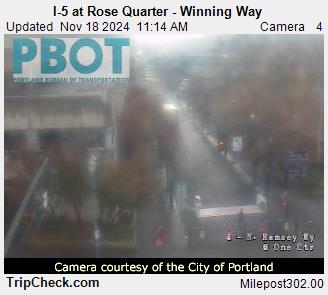 I-5 at Rose Quarter - Winning Way
Updated Nov 18 2024 11:14 AM Camera 4
PBOT
PORTLAND BUREAU OF TRANSPORTATION
4 - N. Ramsey Wy
@ One Ctr
Camera courtesy of the City of Portland
TripCheck.com Milepost302.00